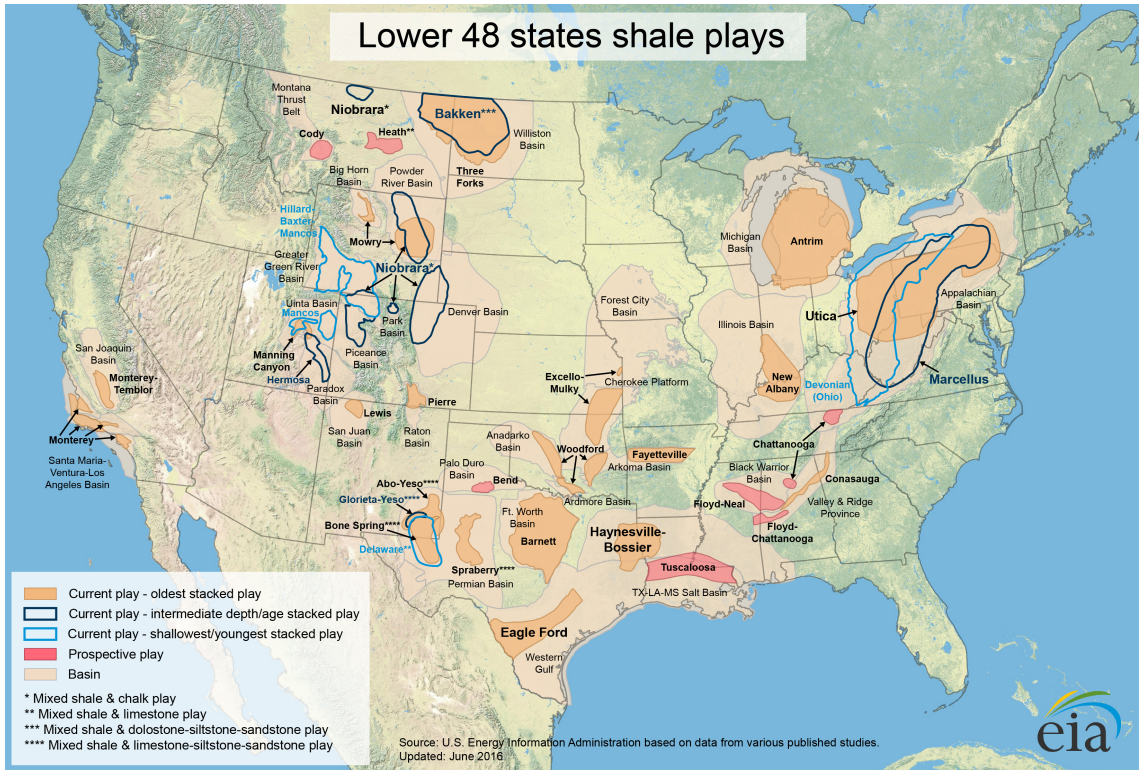 Lower 48 states shale plays
Montana
Thrust
Belt
Niobrara*
Bakken***
Cody
Heath**
Williston
Basin
Big Horn
Basin
Powder
River Basin
Three
Forks
Hillard-
Baxter-
Mancos
Mowry
Greater
Green River
Basin
Niobrara*
Michigan
Basin
Antrim
Uinta Basin
Mancos
Park
Basin
Denver Basin
Forest City
Basin
Illinois Basin
Utica
Appalachian
Basin
San Joaquin
Basin
Monterey-
Temblor
Manning
Canyon
Hermosa
Piceance
Basin
Paradox
Basin
Excello-
Mulky
Cherokee Platform
New
Albany
Devonian
(Ohio)
Marcellus
Lewis
Pierre
Monterey
San Juan
Basin
Raton
Basin
Anadarko
Basin
Woodford
Arkoma Basin
Fayetteville
Chattanooga
Santa Maria-
Ventura-Los
Angeles Basin
Palo Duro
Basin
Bend
Ardmore Basin
Black Warrior
Basin
Conasauga
Abo-Yeso****
Glorieta-Yeso****
Bone Spring****
Delaware**
Ft. Worth
Basin
Barnett
Haynesville-
Bossier
Floyd-Neal
Valley & Ridge
Province
Floyd-
Chattanooga
Spraberry****
Permian Basin
Tuscaloosa
TX-LA-MS Salt Basin
Eagle Ford
Western
Gulf
Current play - oldest stacked play
Current play - intermediate depth/age stacked play
Current play - shallowest/youngest stacked play
Prospective play
Basin
* Mixed shale & chalk play
** Mixed shale & limestone play
*** Mixed shale & dolostone-siltstone-sandstone play
**** Mixed shale & limestone-siltstone-sandstone play
Source: U.S. Energy Information Administration based on data from various published studies.
Updated: June 2016
eia